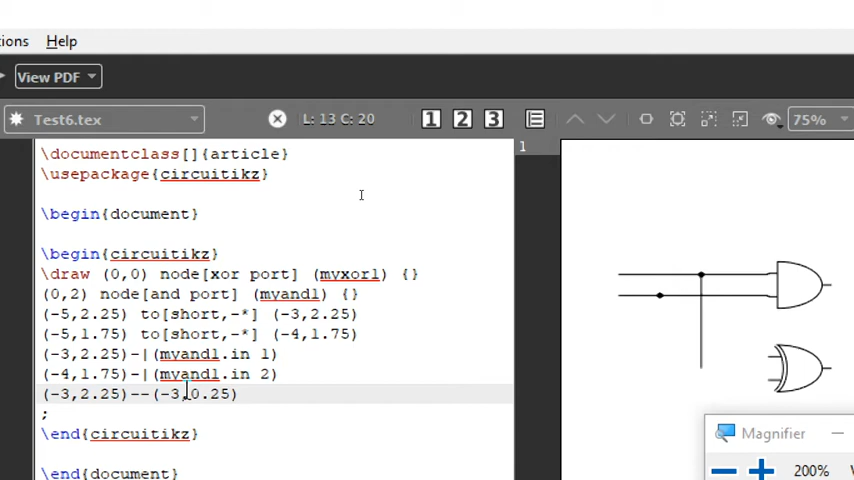 ions Help
View PDF
Test6.tex L: 13 C: 20 1 2 3 75%
\documentclass[]{article}
\usepackage{circuitikz}
\begin{document}
\begin{circuitikz}
\draw (0,0) node[xor port] (myxor1) {}
(0,2) node[and port] (myand1) {}
(-5,2.25) to[short,-*] (-3,2.25)
(-5,1.75) to[short,-*] (-4,1.75)
(-3,2.25)-|(myand1.in 1)
(-4,1.75)-|(myand1.in 2)
(-3,2.25)--(-3,0.25)
;
\end{circuitikz}
\end{document}
1
Magnifier
200%